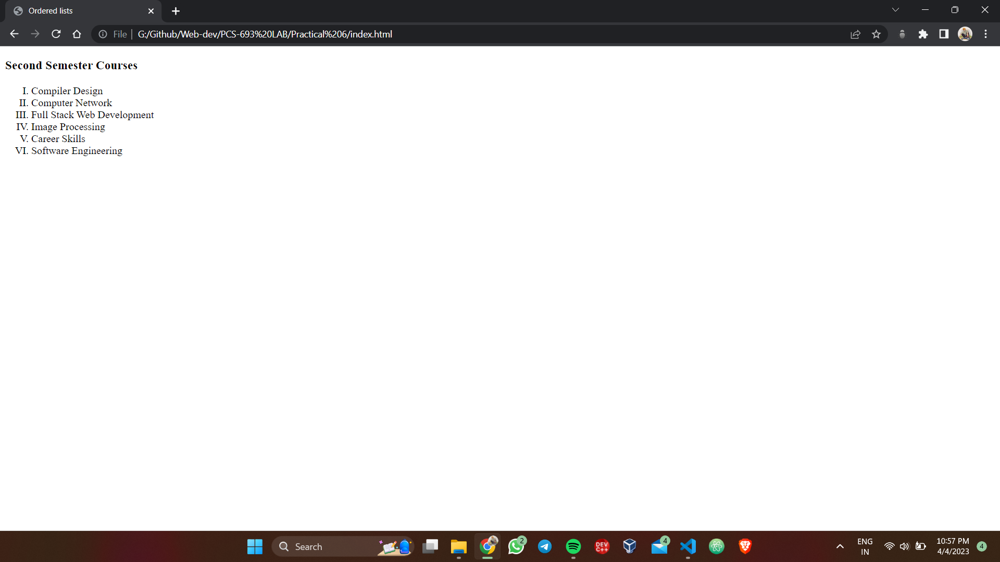 Ordered lists
File | G:/Github/Web-dev/PCS-693%20LAB/Practical%206/index.html
Second Semester Courses
I. Compiler Design
II. Computer Network
III. Full Stack Web Development
IV. Image Processing
V. Career Skills
VI. Software Engineering
Search
2
DEV
C++
4
ENG
IN
10:57 PM
4/4/2023
4